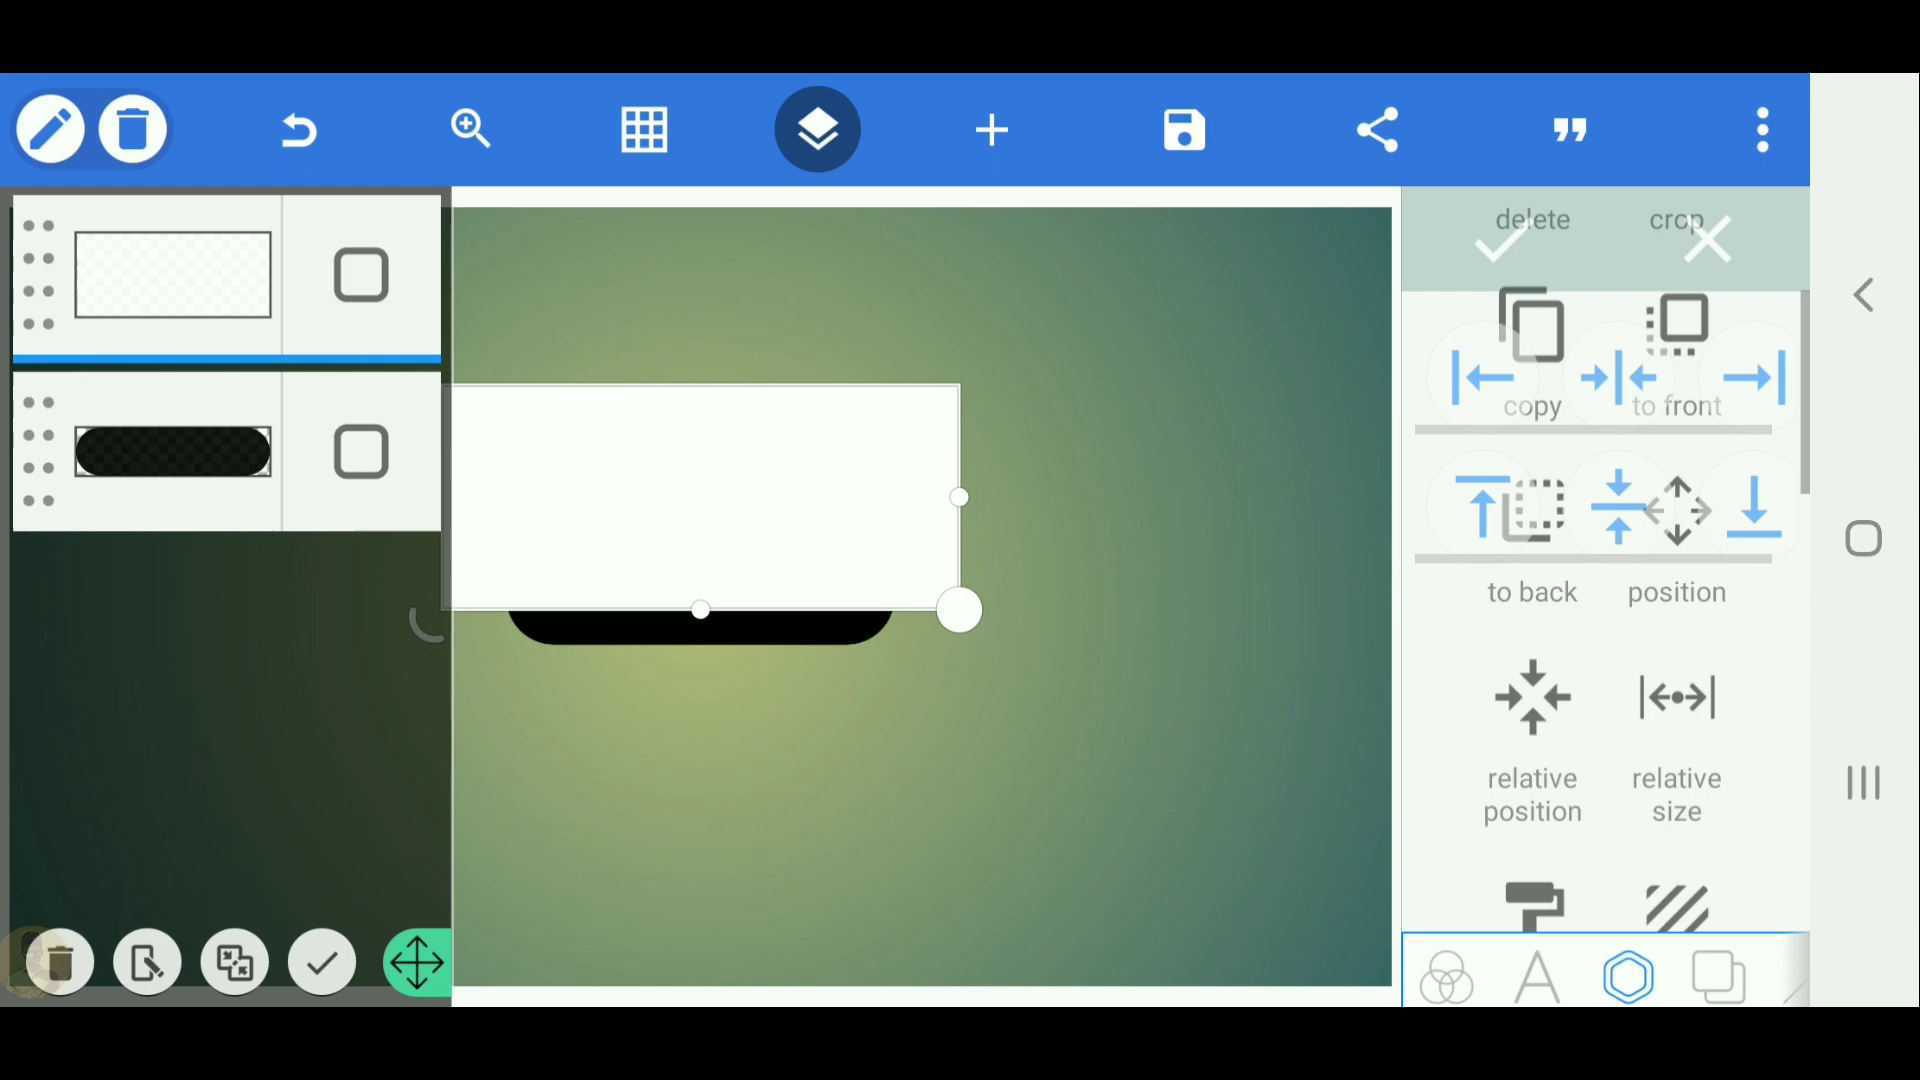 delete crop
copy to front
to back position
relative position
relative size